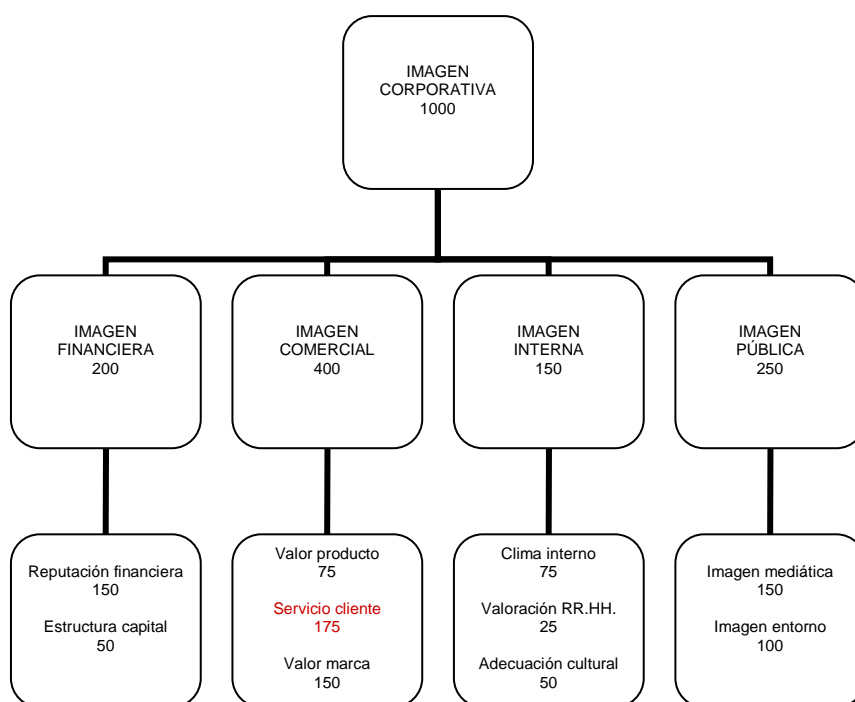 IMAGEN
CORPORATIVA
1000
IMAGEN
FINANCIERA
200
IMAGEN
COMERCIAL
400
IMAGEN
INTERNA
150
IMAGEN
PÚBLICA
250
Reputación financiera
150
Estructura capital
50
Valor producto
75
Servicio cliente
175
Valor marca
150
Clima interno
75
Valoración RR.HH.
25
Adecuación cultural
50
Imagen mediática
150
Imagen entorno
100